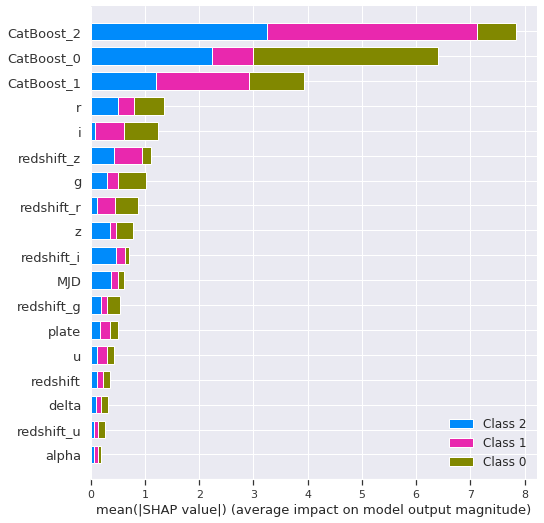 CatBoost_2
CatBoost_0
CatBoost_1
r
i
redshift_z
g
redshift_r
z
redshift_i
MJD
redshift_g
plate
u
redshift
delta
redshift_u
alpha
Class 2
Class 1
Class 0
0 1 2 3 4 5 6 7 8
mean(|SHAP value|) (average impact on model output magnitude)